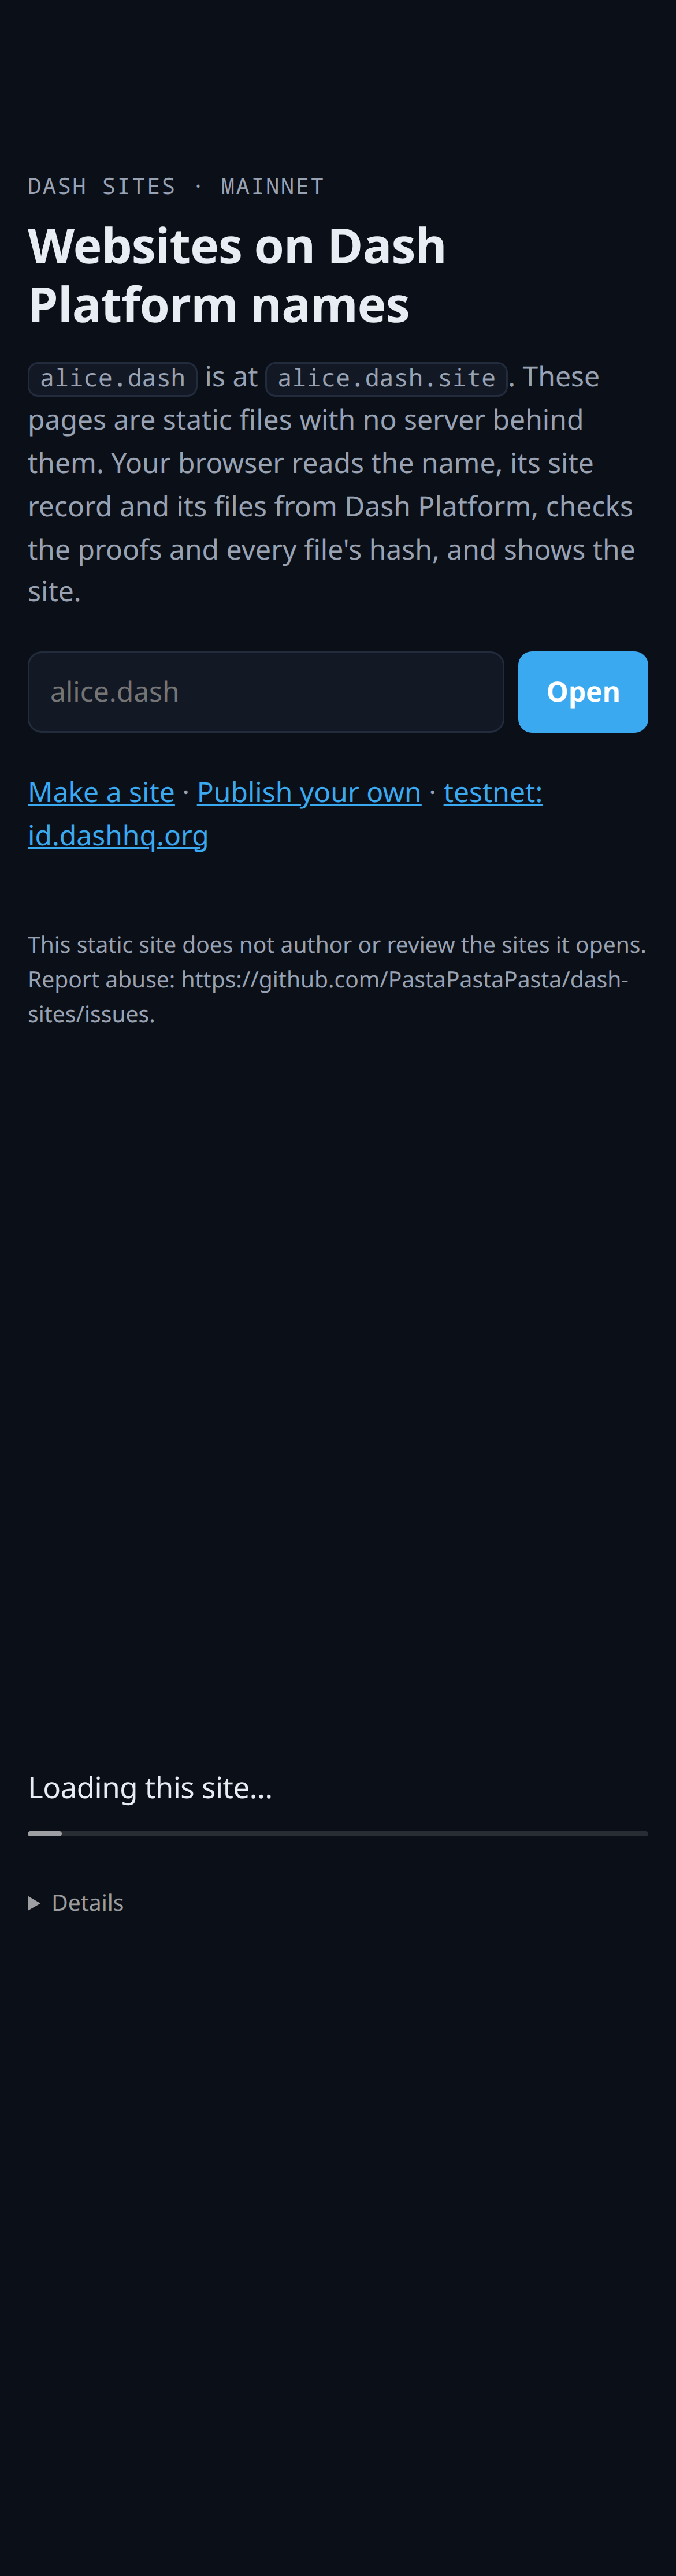 DASH SITES · MAINNET
Websites on Dash
Platform names
alice.dash is at alice.dash.site. These
pages are static files with no server behind
them. Your browser reads the name, its site
record and its files from Dash Platform, checks
the proofs and every file's hash, and shows the
site.
alice.dash Open
Make a site · Publish your own · testnet:
id.dashhq.org
This static site does not author or review the sites it opens.
Report abuse: https://github.com/PastaPastaPasta/dash-
sites/issues.
Loading this site...
Details